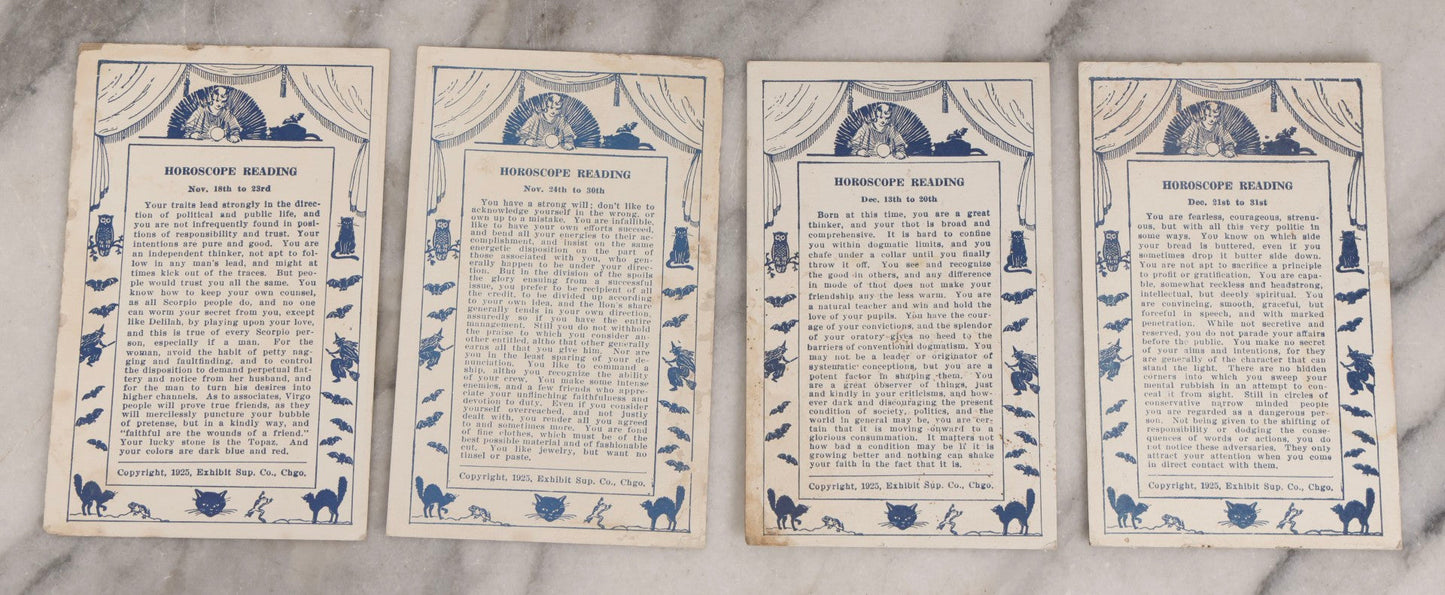 HOROSCOPE READING
Nov. 18th to 23rd
Your traits lead strongly in the direc-
tion of political and public life, and
you are not infrequently found in posi-
tions of responsibility and trust. Your
intentions are pure and good. You are
an independent thinker, not apt to fol-
low in any man's lead, and might at
times kick out of the traces. But peo-
ple would trust you all the same. You
know how to keep your own counsel,
as all Scorpio people do, and no one
can worm your secret from you, except
like Delilah, by playing upon your love,
and this is true of every Scorpio per-
son, especially if a man. For the
woman, avoid the habit of petty nag-
ging and faultfinding, and to control
the disposition to demand perpetual flat-
tery and notice from her husband, and
for the man to turn his desires into
higher channels. As to associates, Virgo
people will prove true friends, as they
will mercilessly puncture your bubble
of pretense, but in a kindly way, and
"faithful are the wounds of a friend."
Your lucky stone is the Topaz. And
your colors are dark blue and red.
Copyright, 1925, Exhibit Sup. Co., Chgo.
HOROSCOPE READING
Nov. 24th to 30th
You have a strong will; don't like to
acknowledge yourself in the wrong, or
own up to a mistake. You are infallible,
like to have your own efforts succeed,
and bend all your energies to their ac-
complishment, and insist on the same
energetic disposition on the part of
those associated with you, who gen-
erally happen to be under your direc-
tion. But in the division of the spoils
or the glory ensuing from a successful
issue, you prefer to be recipient of all
the credit, to be divided up according
to your own idea, and the lion's share
generally tends in your own direction,
assuredly so if you have the entire
management. Still you do not withhold
the praise to which you consider an-
other entitled, altho that other generally
earns all that you give him. Nor are
you in the least sparing of your de-
nunciation. You like to command a
ship, altho you recognize the ability
of your crew. You make some intense
enemies, and a few friends who appre-
ciate your unflinching faithfulness and
devotion to duty. Even if you consider
yourself overreached, and not justly
dealt with, you render all you agreed
to and sometimes more. You are fond
of fine clothes, which must be of the
best possible material and of fashionable
cut. You like jewelry, but want no
tinsel or paste.
Copyright, 1925, Exhibit Sup. Co., Chgo.
HOROSCOPE READING
Dec. 13th to 20th
Born at this time, you are a great
thinker, and your thot is broad and
comprehensive. It is hard to confine
you within dogmatic limits, and you
chafe under a collar until you finally
throw it off. You see and recognize
the good in others, and any difference
in mode of thot does not make your
friendship any the less warm. You are
a natural teacher and win and hold the
love of your pupils. You have the cour-
age of your convictions, and the splendor
of your oratory gives no heed to the
barriers of conventional dogmatism. You
may not be a leader or originator of
systematic conceptions, but you are a
potent factor in shaping them. You
are a great observer of things, just
and kindly in your criticisms, and how-
ever dark and discouraging the present
condition of society, politics, and the
world in general may be, you are cer-
tain that it is moving onward to a
glorious consummation. It matters not
how bad a condition may be if it is
growing better and nothing can shake
your faith in the fact that it is.
Copyright, 1925, Exhibit Sup. Co., Chgo.
HOROSCOPE READING
Dec. 21st to 31st
You are fearless, courageous, strenu-
ous, but with all this very politic in
some ways. You know on which side
your bread is buttered, even if you
sometimes drop it butter side down.
You are not apt to sacrifice a principle
to profit or gratification. You are capa-
ble, somewhat reckless and headstrong,
intellectual, but deeply spiritual. You
are convincing, smooth, graceful, but
forceful in speech, and with marked
penetration. While not secretive and
reserved, you do not parade your affairs
before the public. You make no secret
of your aims and intentions, for they
are generally of the character that can
stand the light. There are no hidden
corners into which you sweep your
mental rubbish in an attempt to con-
ceal it from sight. Still in circles of
conservative narrow minded people
you are regarded as a dangerous per-
son. Not being given to the shifting of
responsibility or dodging the conse-
quences of words or actions, you do
not notice these adversaries. They only
attract your attention when you come
in direct contact with them.
Copyright, 1925, Exhibit Sup. Co., Chgo.